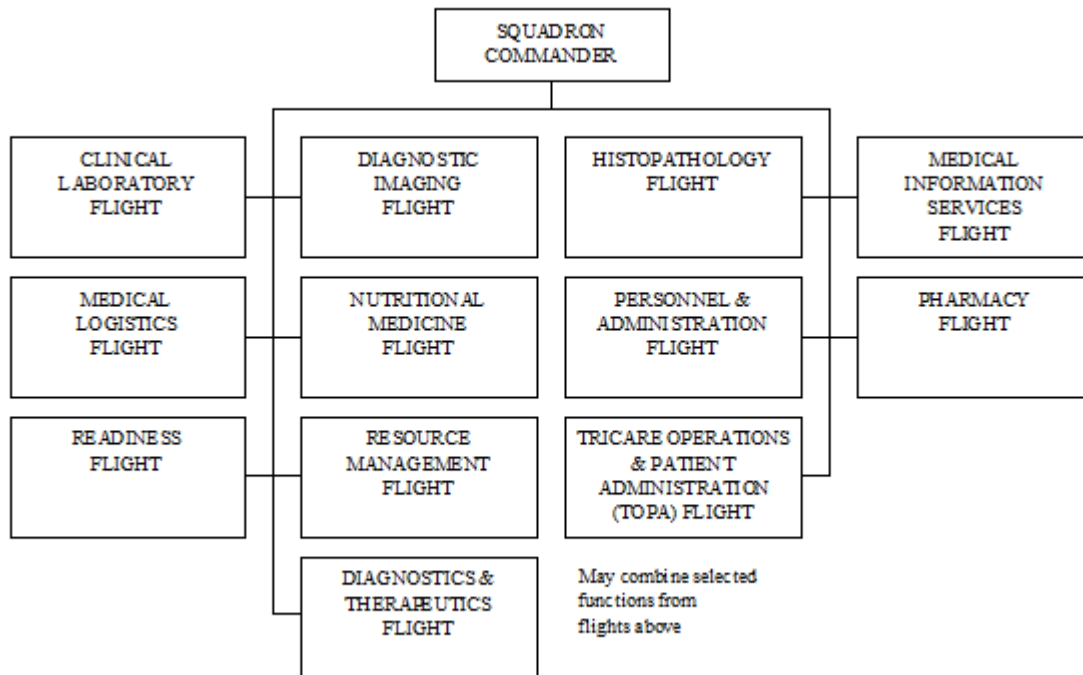 SQUADRON
COMMANDER
CLINICAL
LABORATORY
FLIGHT
DIAGNOSTIC
IMAGING
FLIGHT
HISTOPATHOLOGY
FLIGHT
MEDICAL
INFORMATION
SERVICES
FLIGHT
MEDICAL
LOGISTICS
FLIGHT
NUTRITIONAL
MEDICINE
FLIGHT
PERSONNEL &
ADMINISTRATION
FLIGHT
PHARMACY
FLIGHT
READINESS
FLIGHT
RESOURCE
MANAGEMENT
FLIGHT
TRICARE OPERATIONS
& PATIENT
ADMINISTRATION
(TOPA) FLIGHT
DIAGNOSTICS &
THERAPEUTICS
FLIGHT
May combine selected
functions from
flights above